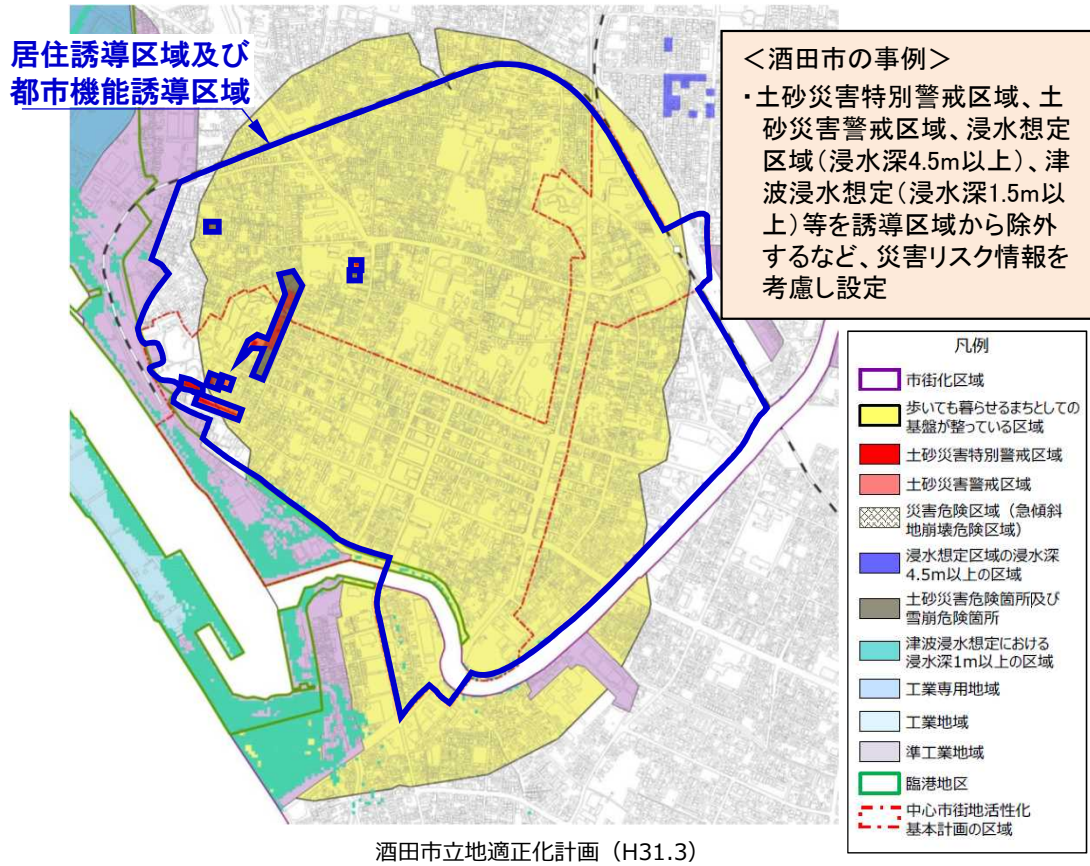 居住誘導区域及び
都市機能誘導区域
＜酒田市の事例＞
・土砂災害特別警戒区域、土
砂災害警戒区域、浸水想定
区域（浸水深4.5m以上）、津
波浸水想定（浸水深1.5m以
上）等を誘導区域から除外
するなど、災害リスク情報を
考慮し設定
凡例
市街化区域
歩いても暮らせるまちとしての
基盤が整っている区域
土砂災害特別警戒区域
土砂災害警戒区域
災害危険区域（急傾斜
地崩壊危険区域）
浸水想定区域の浸水深
4.5m以上の区域
土砂災害危険箇所及び
雪崩危険箇所
津波浸水想定における
浸水深1m以上の区域
工業専用地域
工業地域
準工業地域
臨港地区
中心市街地活性化
基本計画の区域
酒田市立地適正化計画（H31.3）